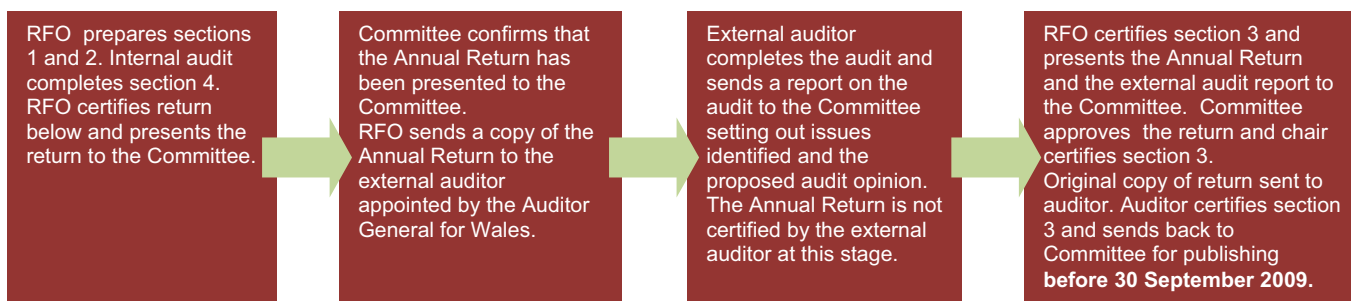 RFO prepares sections
1 and 2. Internal audit
completes section 4.
RFO certifies return
below and presents the
return to the Committee.
Committee confirms that
the Annual Return has
been presented to the
Committee.
RFO sends a copy of the
Annual Return to the
external auditor
appointed by the Auditor
General for Wales.
External auditor
completes the audit and
sends a report on the
audit to the Committee
setting out issues
identified and the
proposed audit opinion.
The Annual Return is not
certified by the external
auditor at this stage.
RFO certifies section 3 and
presents the Annual Return
and the external audit report to
the Committee. Committee
approves the return and chair
certifies section 3.
Original copy of return sent to
auditor. Auditor certifies section
3 and sends back to
Committee for publishing
before 30 September 2009.